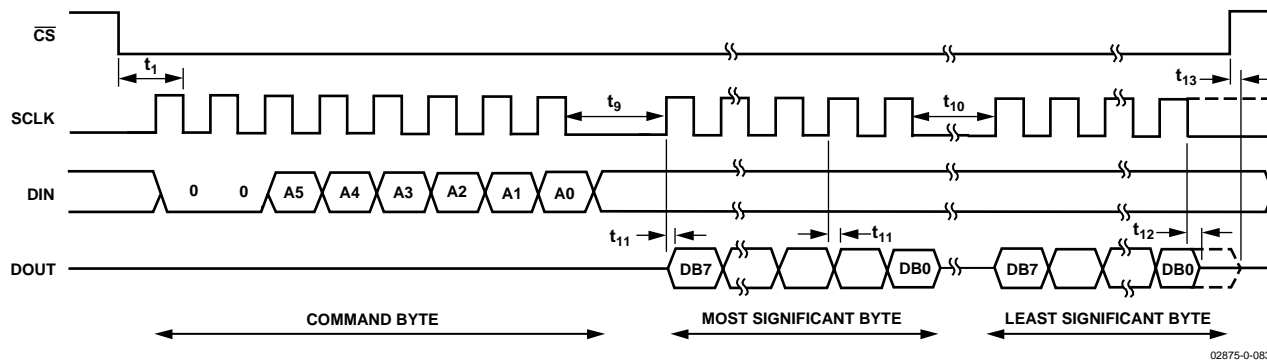 CS
t1
t13
SCLK
t9
t10
DIN
0 0 A5 A4 A3 A2 A1 A0
t11
t11
t12
DOUT
DB7 DB0 DB7 DB0
COMMAND BYTE
MOST SIGNIFICANT BYTE
LEAST SIGNIFICANT BYTE